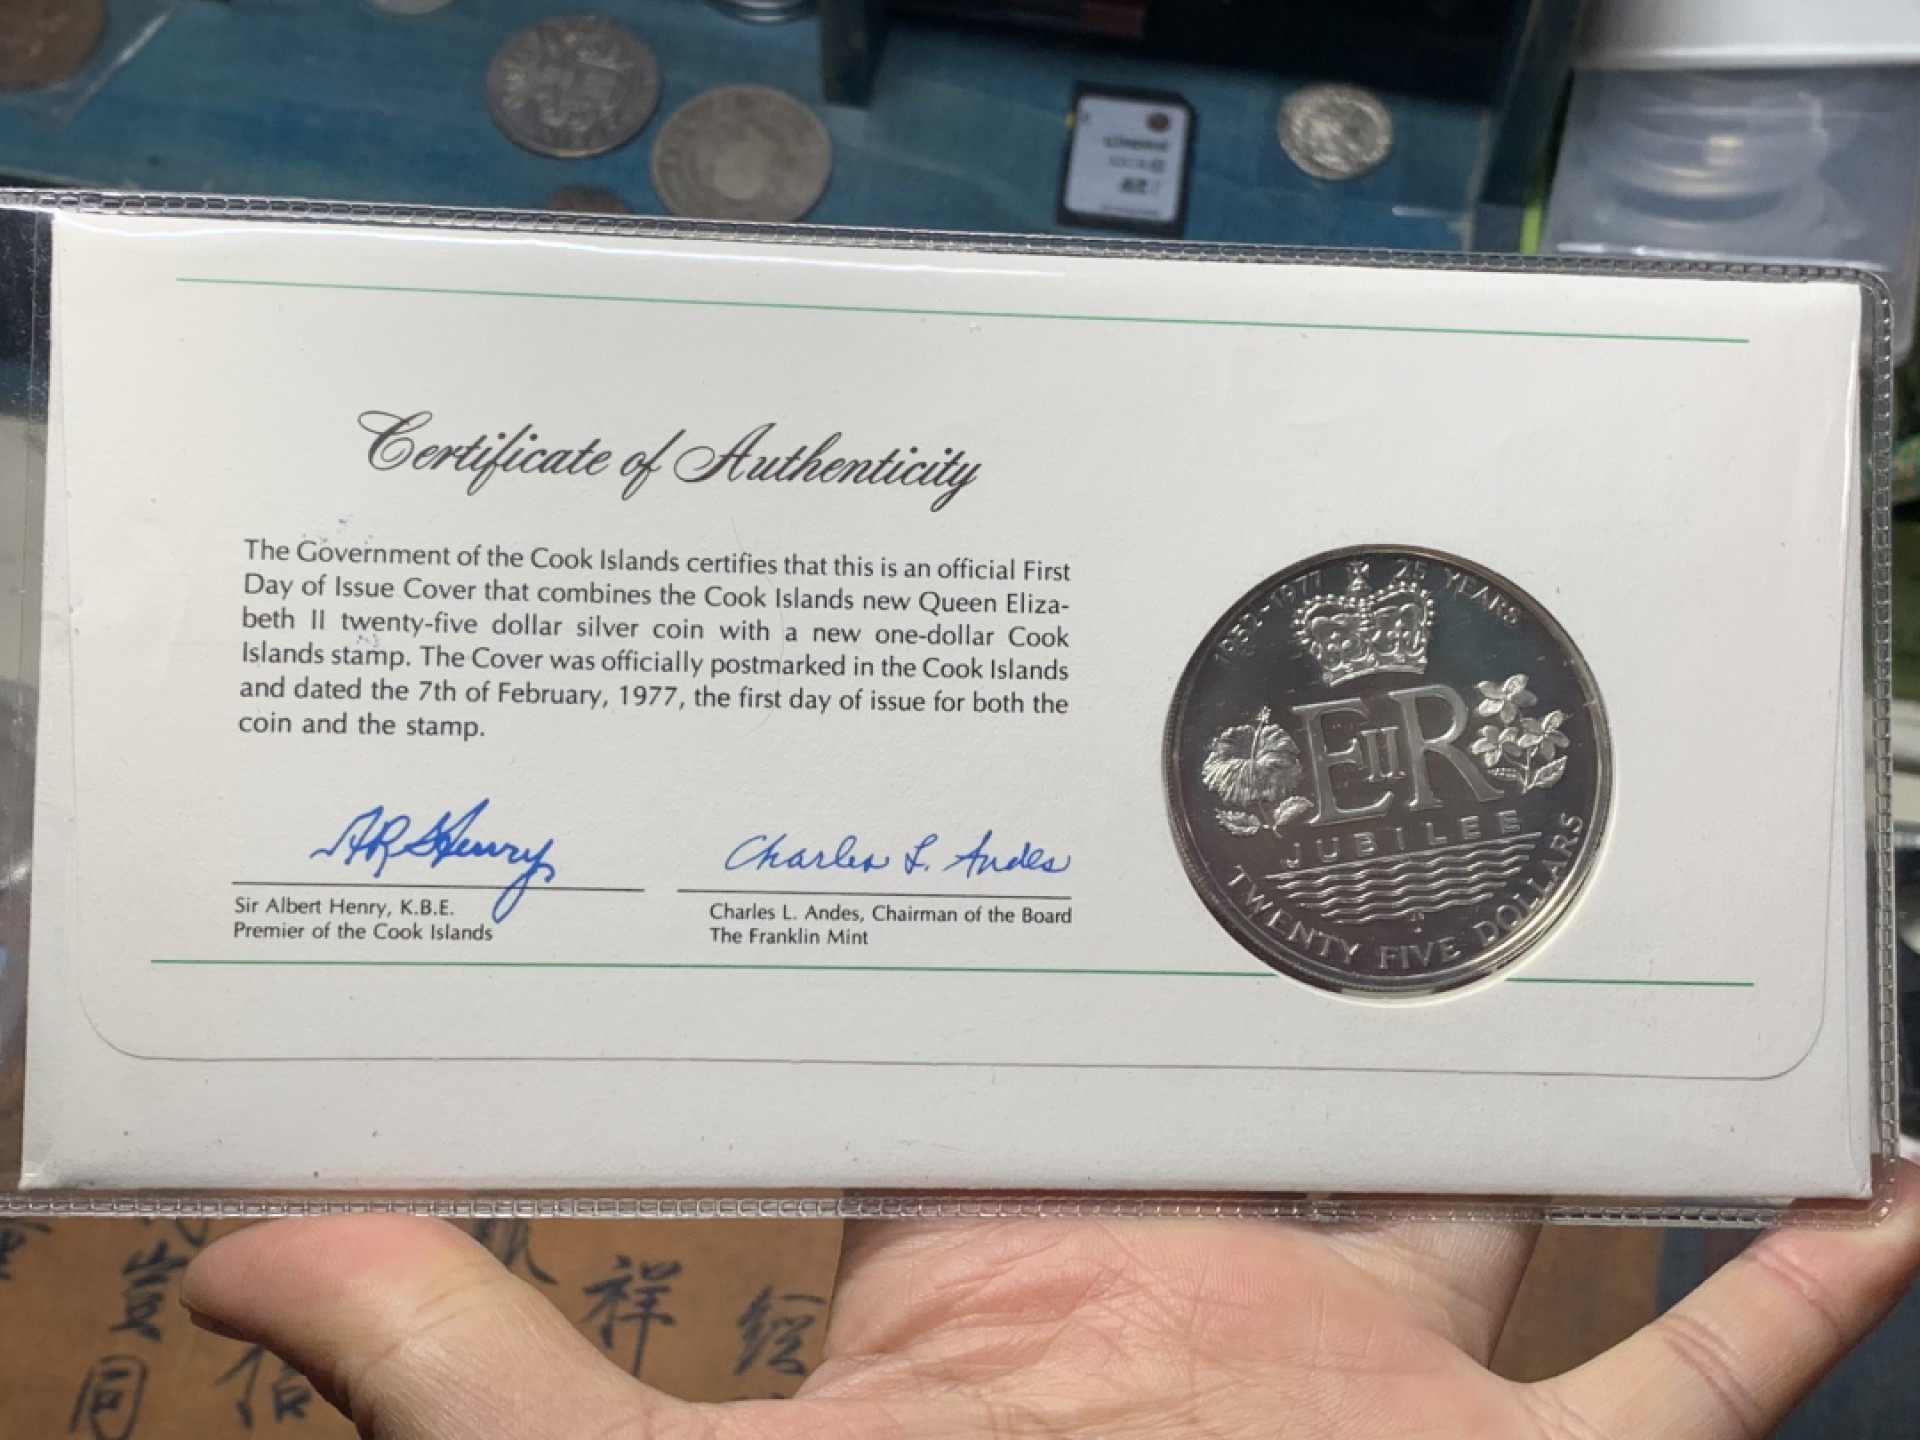 Certificate of Authenticity
The Government of the Cook Islands certifies that this is an official First
Day of Issue Cover that combines the Cook Islands new Queen Eliza-
beth II twenty-five dollar silver coin with a new one-dollar Cook
Islands stamp. The Cover was officially postmarked in the Cook Islands
and dated the 7th of February, 1977, the first day of issue for both the
coin and the stamp.
Charles L. Andes
Sir Albert Henry, K.B.E.
Premier of the Cook Islands
Charles L. Andes, Chairman of the Board
The Franklin Mint
1952-1977 25 YEARS
EIIR
JUBILEE
TWENTY FIVE DOLLARS
祥
同
信